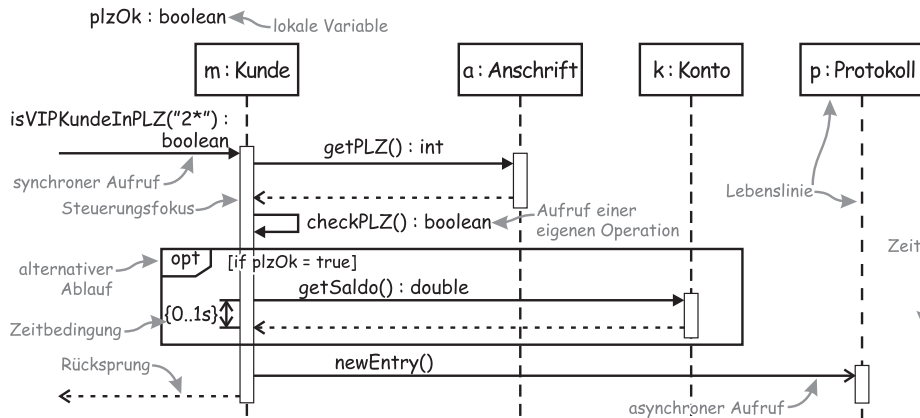 plzOk : boolean
lokale Variable
m : Kunde
a : Anschrift
k : Konto
p : Protokoll
isVIPKundeInPLZ("2*") :
boolean
getPLZ() : int
synchroner Aufruf
Lebenslinie
Steuerungsfokus
checkPLZ() : boolean
Aufruf einer
eigenen Operation
Zeit
alternativer
Ablauf
opt
[if plzOk = true]
getSaldo() : double
{0..1s}
Zeitbedingung
Rücksprung
newEntry()
asynchroner Aufruf